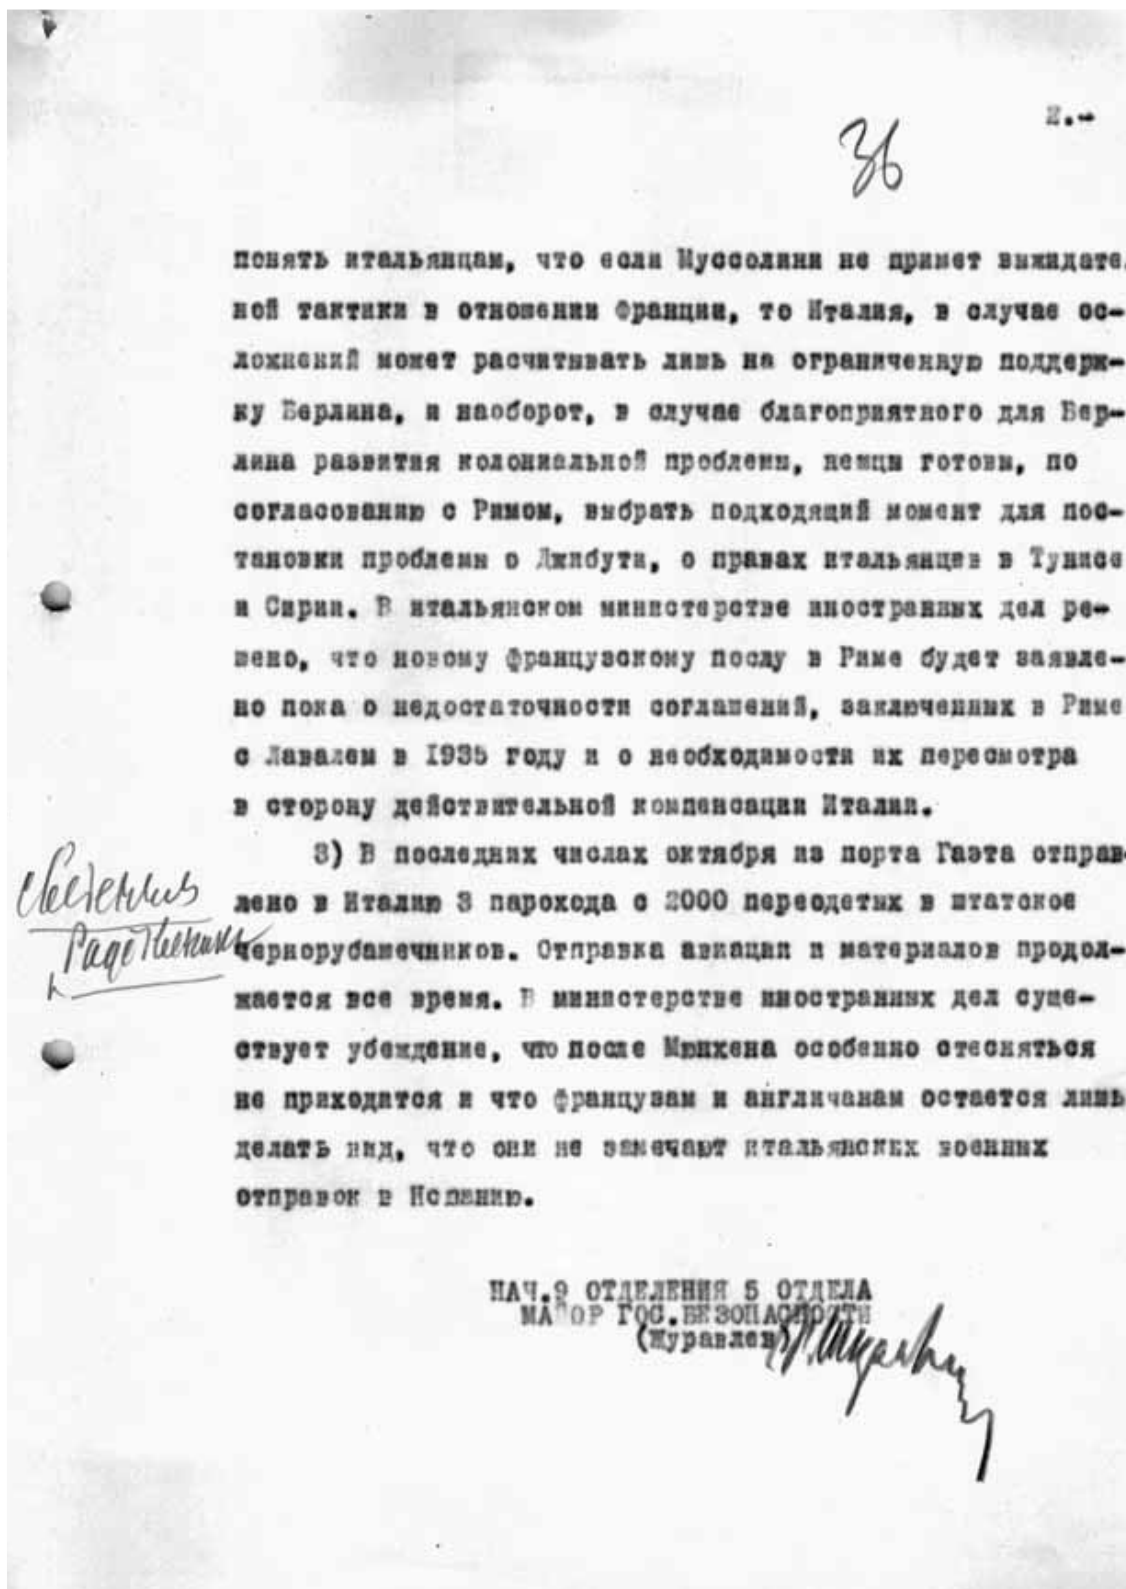 2.-
36
понять итальянцам, что если Муссолини не примет выжидатель
ной тактики в отношении Франции, то Италия, в случае ос-
ложнений может расчитывать лишь на ограниченную поддерж-
ку Берлина, и наоборот, в случае благоприятного для Бер-
лина развития колониальной проблемы, немцы готовы, по
согласованию с Римом, выбрать подходящий момент для пос-
тановки проблемы о Джибути, о правах итальянцев в Тунисе
и Сирии. В итальянском министерстве иностранных дел ре-
шено, что новому французскому послу в Риме будет заявле-
но пока о недостаточности соглашений, заключенных в Риме
с Лавалем в 1935 году и о необходимости их пересмотра
в сторону действительной компенсации Италии.
3) В последних числах октября из порта Гаэта отправ-
лено в Италию 3 парохода с 2000 переодетых в штатское
чернорубашечников. Отправка авиации и материалов продол-
жается все время. В министерстве иностранных дел суще-
ствует убеждение, что после Мюнхена особенно стесняться
не приходится и что французам и англичанам остается лишь
делать вид, что они не замечают итальянских военных
отправок в Испанию.
НАЧ.9 ОТДЕЛЕНИЯ 5 ОТДЕЛА
МАЙОР ГОС.БЕЗОПАСНОСТИ
(Журавлев)